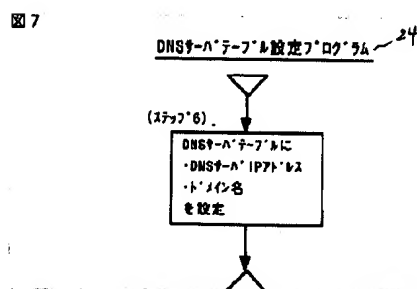 図7
DNSサーバテーブル設定プログラム 24
(ステップ6)
DNSサーバテーブルに
・DNSサーバIPアドレス
・ドメイン名
を設定